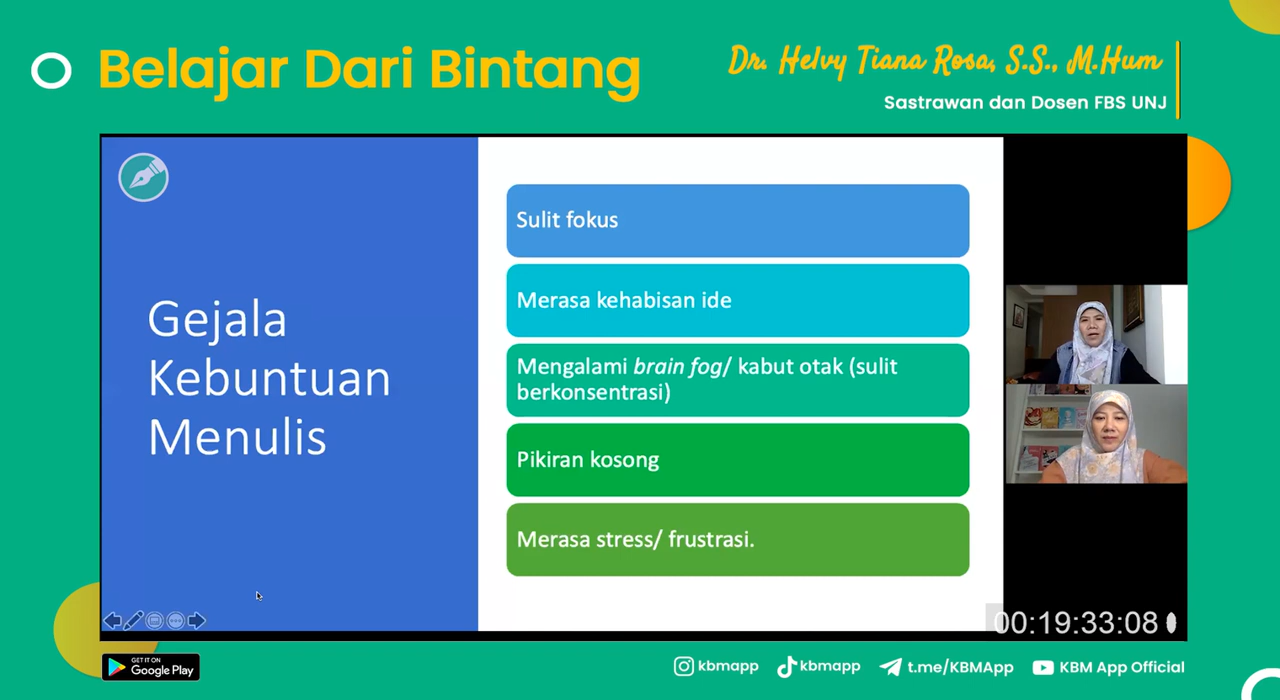 Belajar Dari Bintang
Dr. Helvy Tiana Rosa, S.S., M.Hum
Sastrawan dan Dosen FBS UNJ
Gejala
Kebuntuan
Menulis
Sulit fokus
Merasa kehabisan ide
Mengalami brain fog/ kabut otak (sulit
berkonsentrasi)
Pikiran kosong
Merasa stress/ frustrasi.
00:19:33:08
GET IT ON
Google Play
kbmapp
kbmapp
t.me/KBMApp
KBM App Official